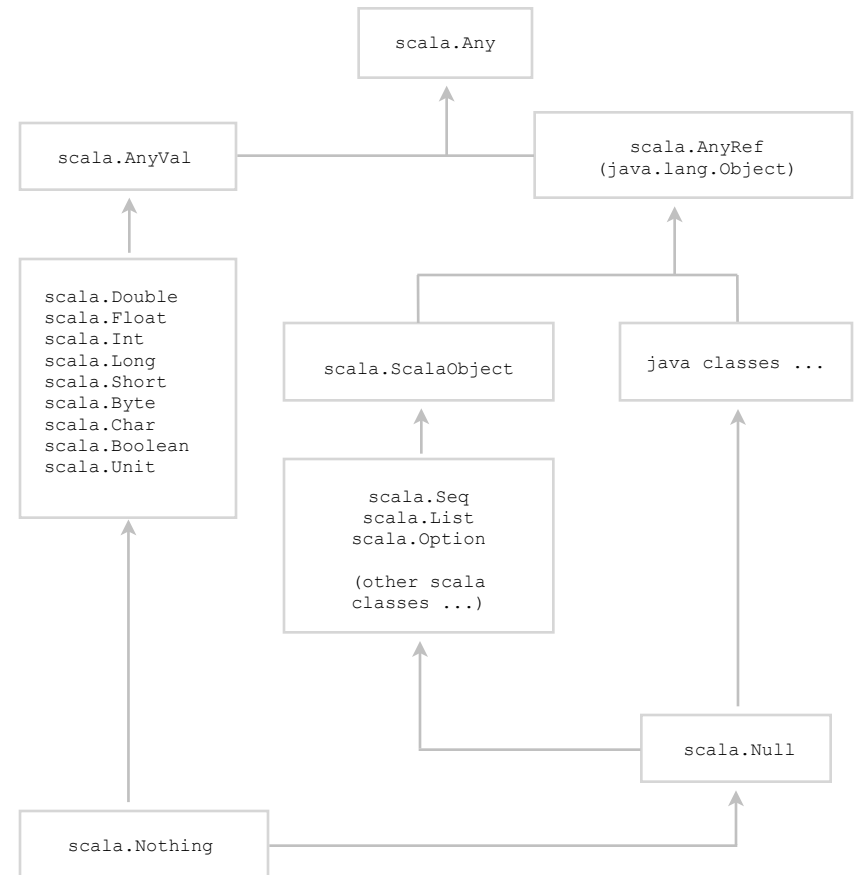 scala.Any
scala.AnyVal
scala.AnyRef
(java.lang.Object)
scala.Double
scala.Float
scala.Int
scala.Long
scala.Short
scala.Byte
scala.Char
scala.Boolean
scala.Unit
scala.ScalaObject
java classes ...
scala.Seq
scala.List
scala.Option
(other scala
classes ...)
scala.Null
scala.Nothing